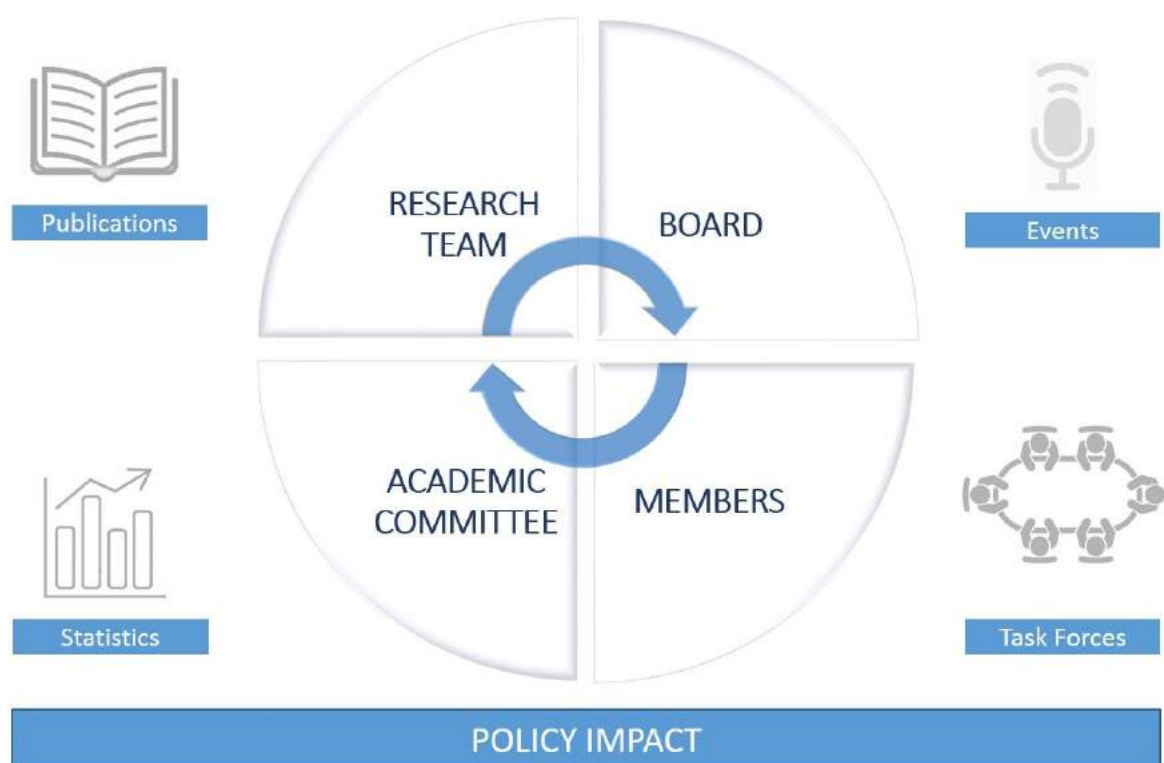 Publications
RESEARCH
TEAM
BOARD
Events
Statistics
ACADEMIC
COMMITTEE
MEMBERS
Task Forces
POLICY IMPACT